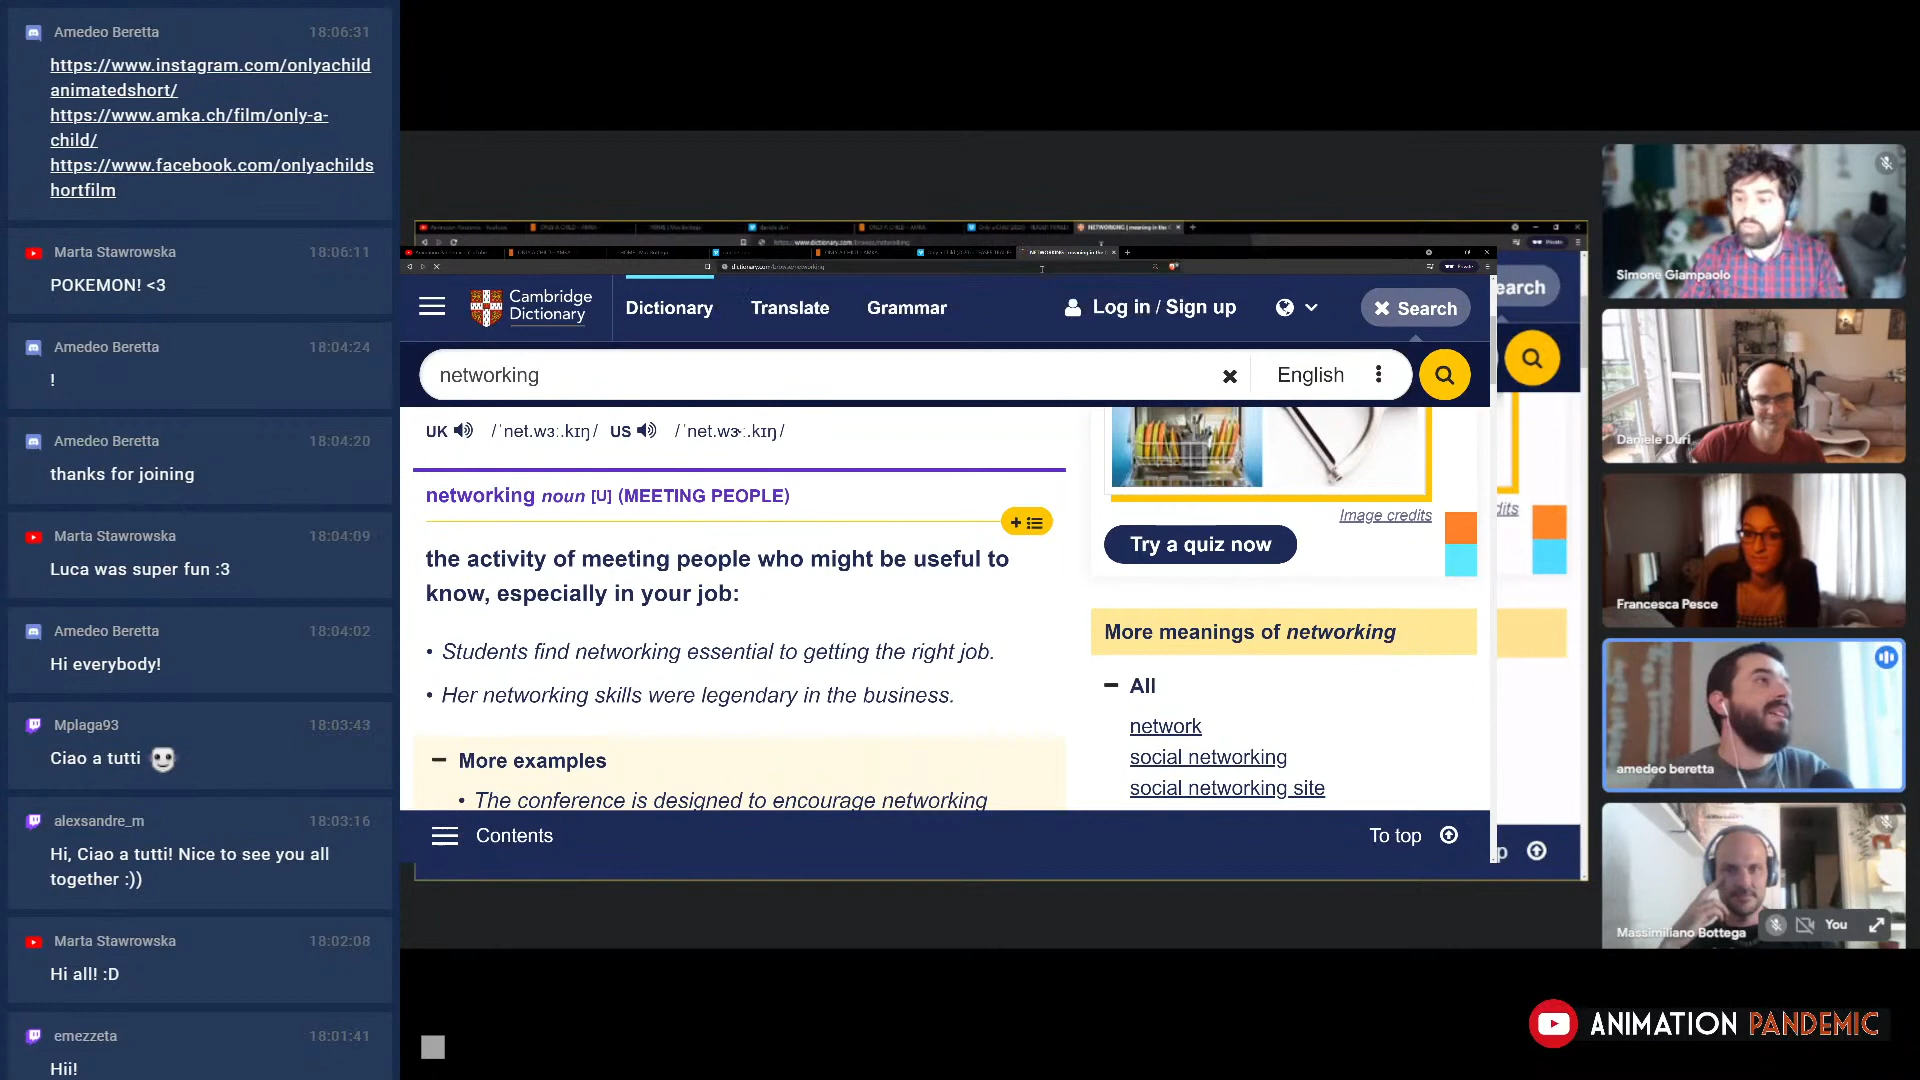 Amedeo Beretta 18:06:31
https://www.instagram.com/onlyachild
animatedshort/
https://www.amka.ch/film/only-a-
child/
https://www.facebook.com/onlyachilds
hortfilm
Marta Stawrowska 18:06:11
POKEMON! <3
Amedeo Beretta 18:04:24
!
Amedeo Beretta 18:04:20
thanks for joining
Marta Stawrowska 18:04:09
Luca was super fun :3
Amedeo Beretta 18:04:02
Hi everybody!
Mplaga93 18:03:43
Ciao a tutti
alexsandre_m 18:03:16
Hi, Ciao a tutti! Nice to see you all
together :))
Marta Stawrowska 18:02:08
Hi all! :D
emezzeta 18:01:41
Hii!
Cambridge
Dictionary
Dictionary
Translate
Grammar
Log in / Sign up
Search
earch
networking
English
UK /ˈnet.wɜː.kɪŋ/ US /ˈnet.wɝː.kɪŋ/
networking noun [U] (MEETING PEOPLE)
the activity of meeting people who might be useful to
know, especially in your job:
• Students find networking essential to getting the right job.
• Her networking skills were legendary in the business.
More examples
• The conference is designed to encourage networking
Image credits
dits
Try a quiz now
More meanings of networking
All
network
social networking
social networking site
Contents
To top
p
Simone Giampaolo
Daniele Duri
Francesca Pesce
amedeo beretta
Massimiliano Bottega
You
ANIMATION PANDEMIC